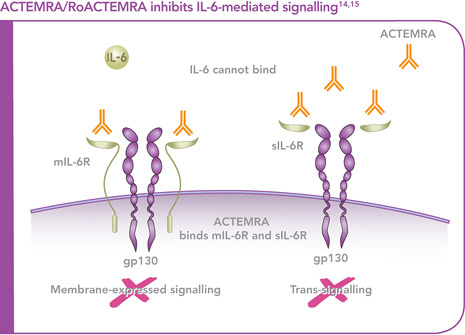 ACTEMRA/RoACTEMRA inhibits IL-6-mediated signalling14,15
ACTEMRA
IL-6
IL-6 cannot bind
mIL-6R
sIL-6R
ACTEMRA
binds mIL-6R and sIL-6R
gp130
gp130
Membrane-expressed signalling
Trans-signalling